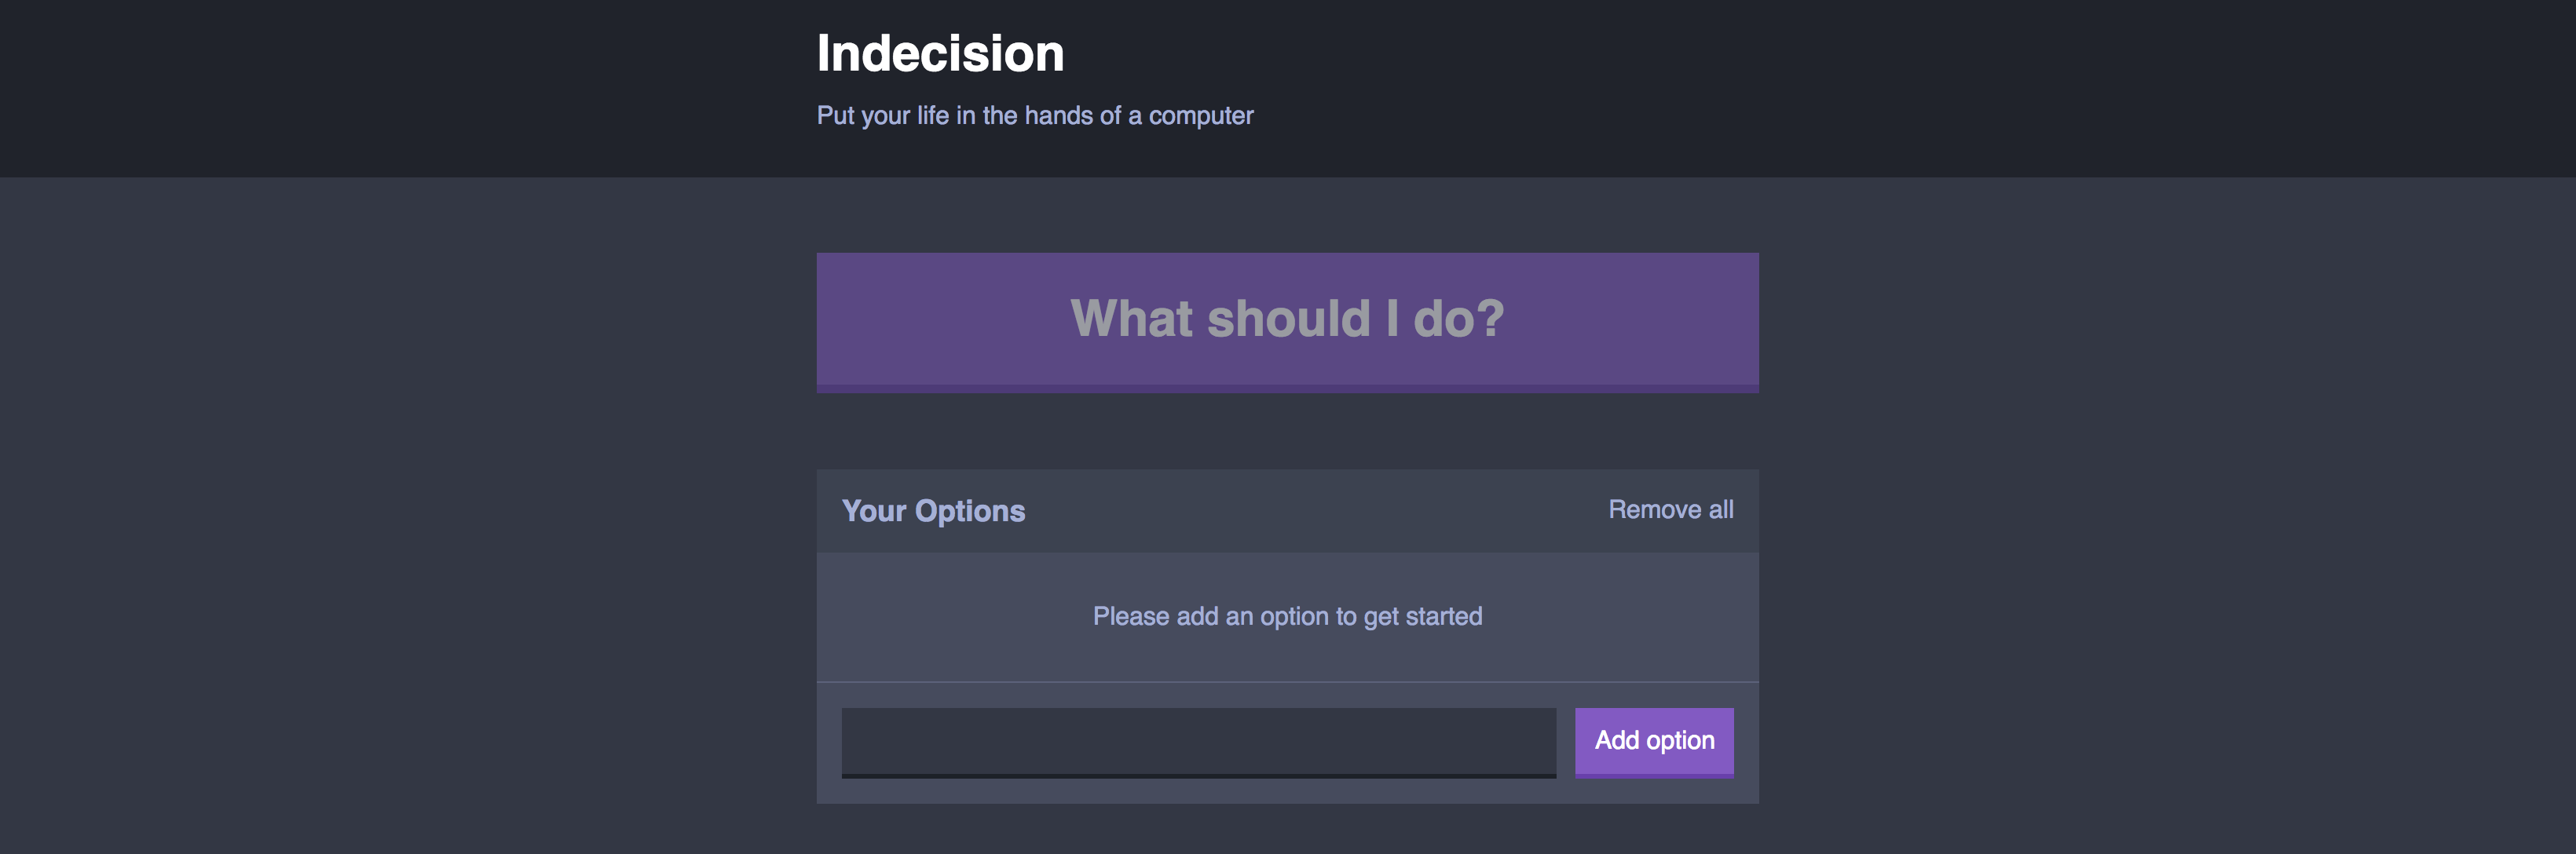 Indecision
Put your life in the hands of a computer
What should I do?
Your Options
Remove all
Please add an option to get started
Add option